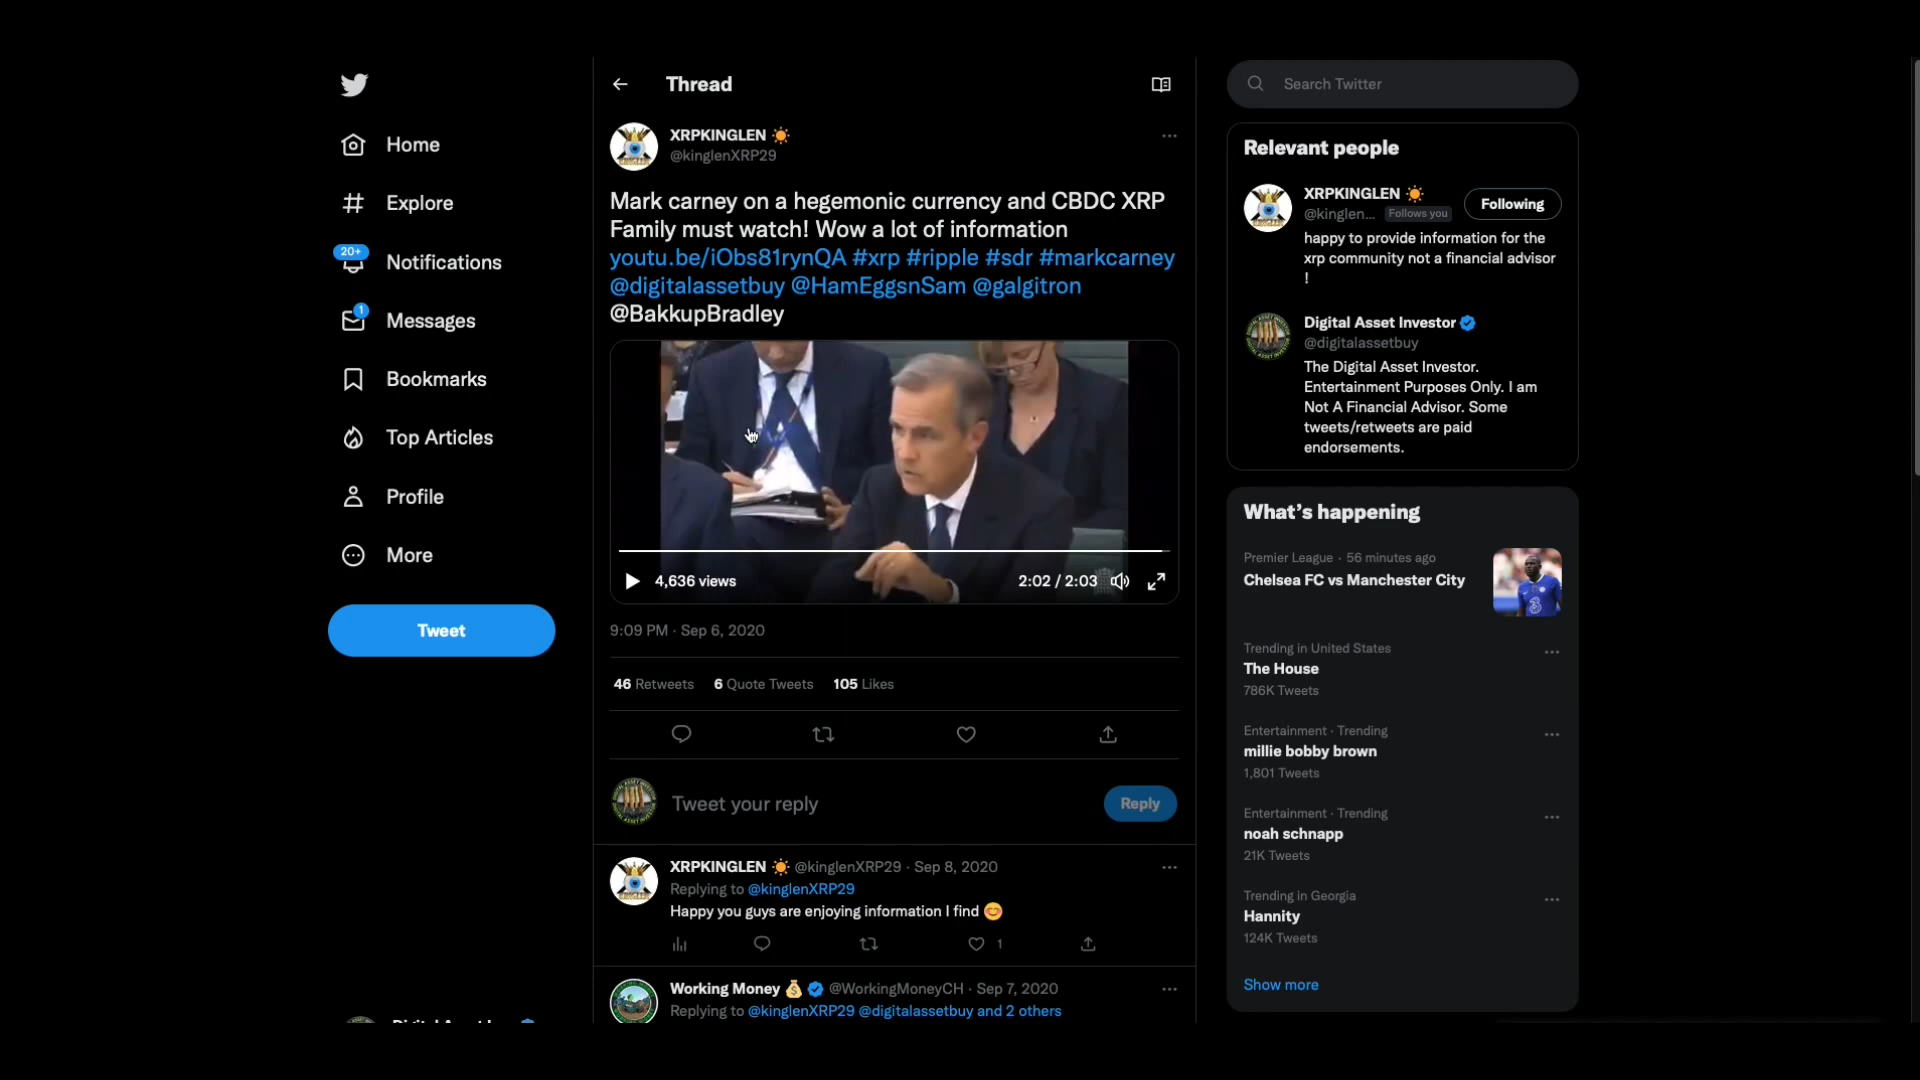 Home
Explore
20+
Notifications
1
Messages
Bookmarks
Top Articles
Profile
More
Tweet
Thread
XRPKINGLEN ☀️
@kinglenXRP29
Mark carney on a hegemonic currency and CBDC XRP
Family must watch! Wow a lot of information
youtu.be/iObs81rynQA #xrp #ripple #sdr #markcarney
@digitalassetbuy @HamEggsnSam @galgitron
@BakkupBradley
4,636 views
2:02 / 2:03
9:09 PM · Sep 6, 2020
46 Retweets 6 Quote Tweets 105 Likes
Tweet your reply
Reply
XRPKINGLEN ☀️ @kinglenXRP29 · Sep 8, 2020
Replying to @kinglenXRP29
Happy you guys are enjoying information I find 😊
1
Working Money 💰 @WorkingMoneyCH · Sep 7, 2020
Replying to @kinglenXRP29 @digitalassetbuy and 2 others
Search Twitter
Relevant people
XRPKINGLEN ☀️
@kinglen... Follows you
Following
happy to provide information for the
xrp community not a financial advisor
!
Digital Asset Investor
@digitalassetbuy
The Digital Asset Investor.
Entertainment Purposes Only. I am
Not A Financial Advisor. Some
tweets/retweets are paid
endorsements.
What's happening
Premier League · 56 minutes ago
Chelsea FC vs Manchester City
Trending in United States
The House
786K Tweets
Entertainment · Trending
millie bobby brown
1,801 Tweets
Entertainment · Trending
noah schnapp
21K Tweets
Trending in Georgia
Hannity
124K Tweets
Show more